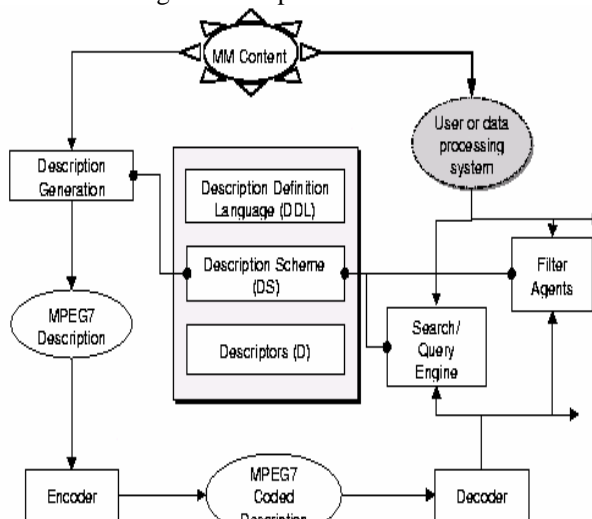 MM Content
User or data
processing
system
Description
Generation
Description Definition
Language (DDL)
Description Scheme
(DS)
Descriptors (D)
Filter
Agents
MPEG7
Description
Search/
Query
Engine
Encoder
MPEG7
Coded
Description
Decoder